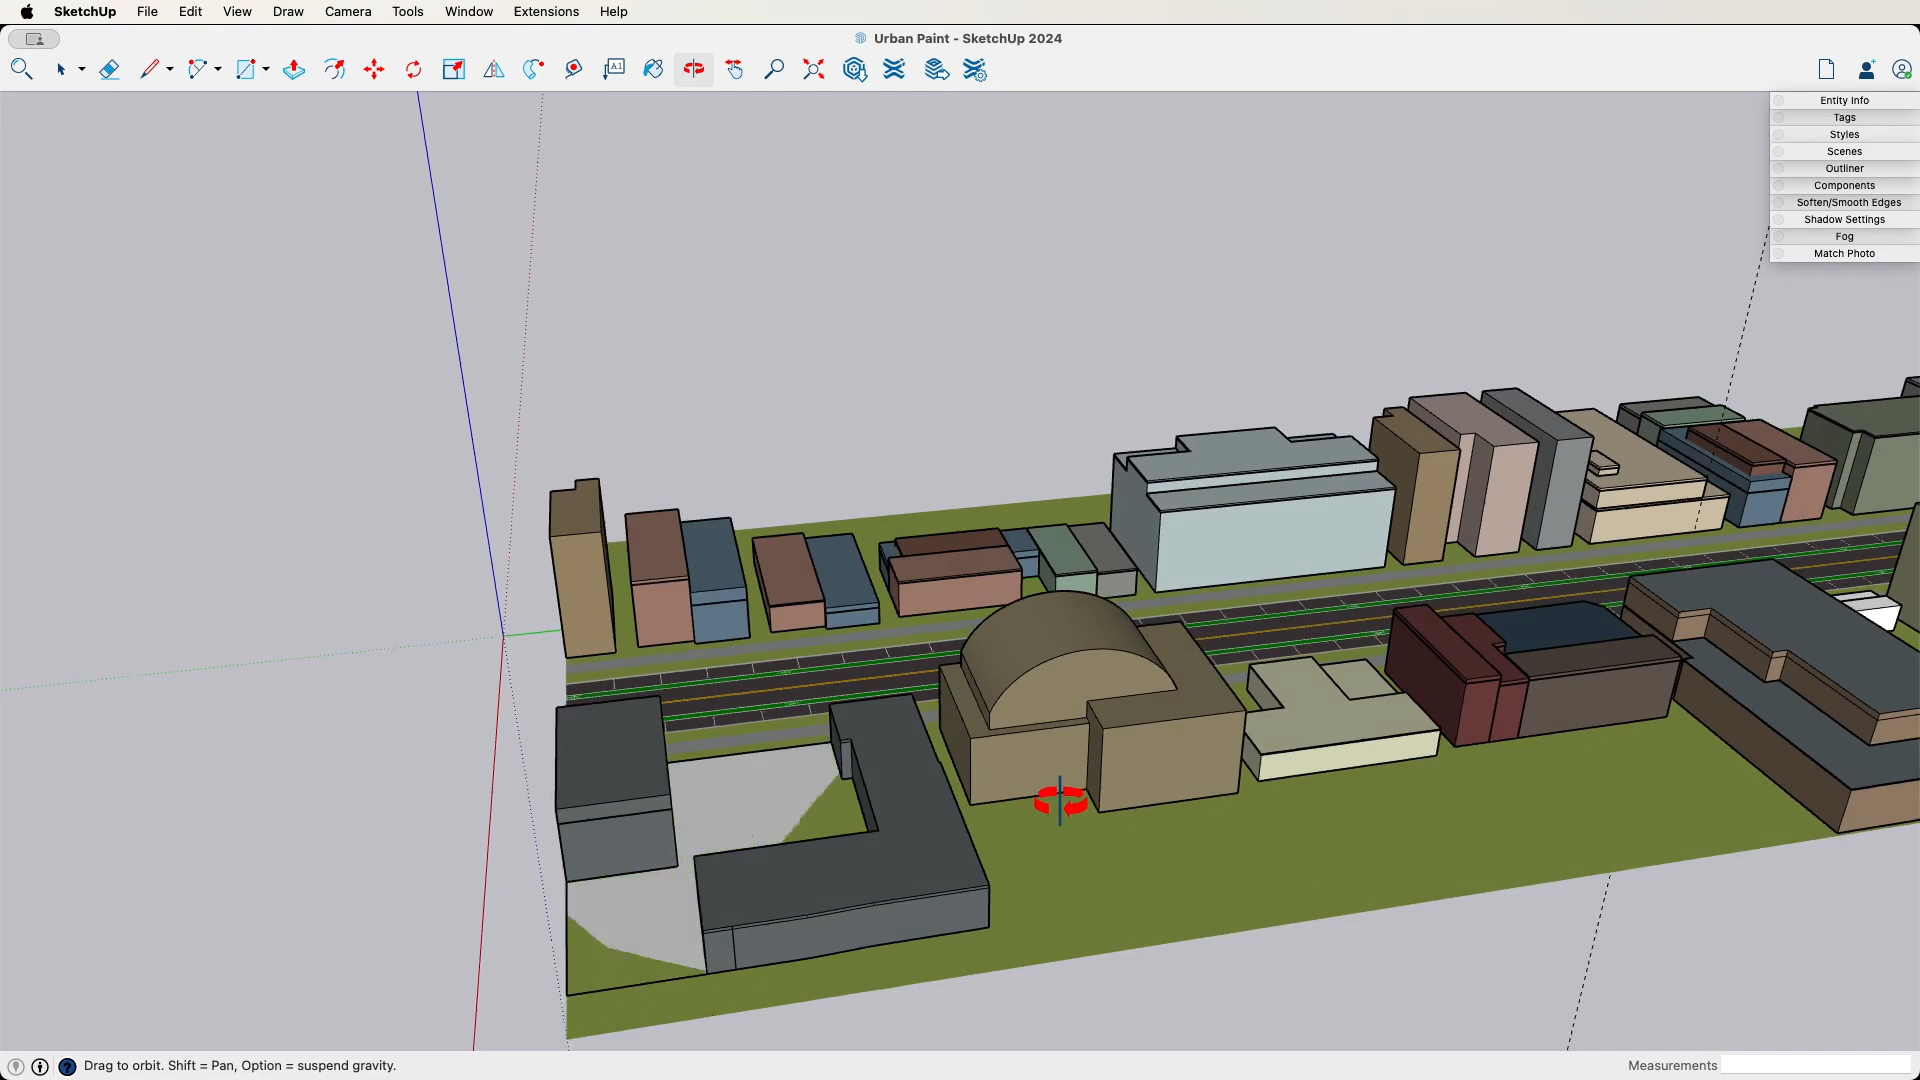 SketchUp File Edit View Draw Camera Tools Window Extensions Help
Urban Paint - SketchUp 2024
A1
Entity Info
Tags
Styles
Scenes
Outliner
Components
Soften/Smooth Edges
Shadow Settings
Fog
Match Photo
Drag to orbit. Shift = Pan, Option = suspend gravity.
Measurements